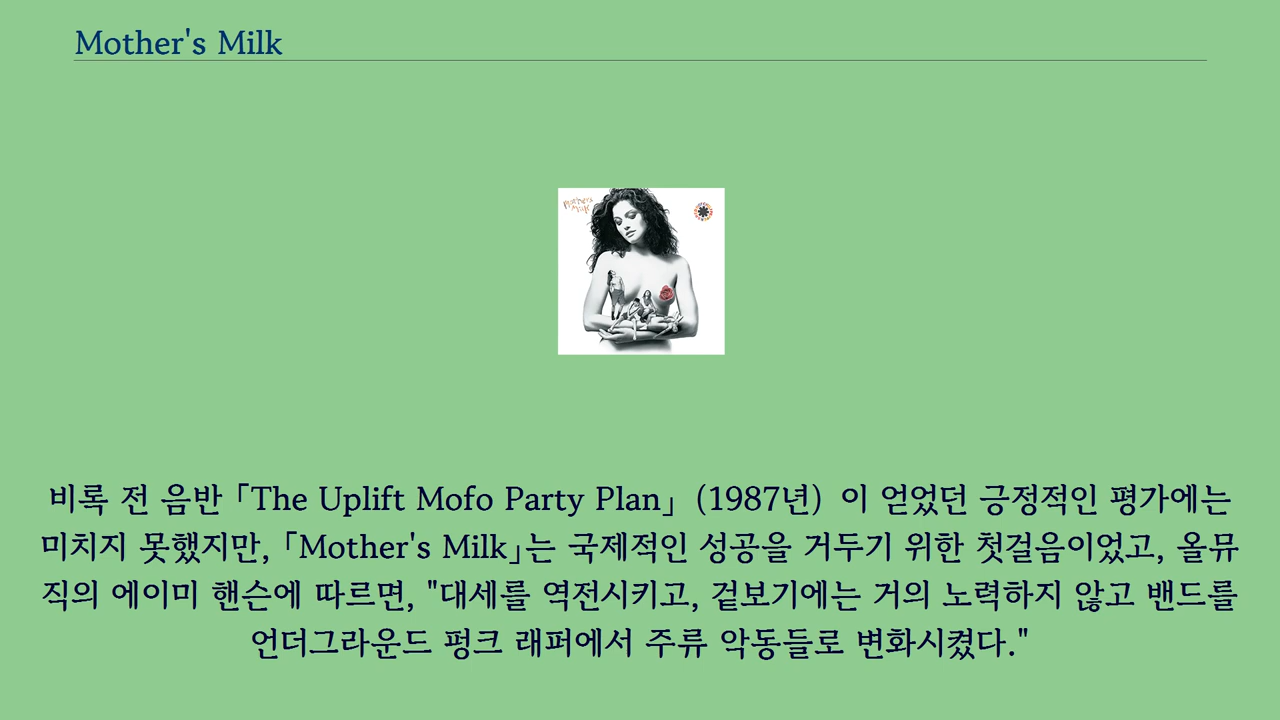 Mother's Milk
Mother's
Milk
비록 전 음반 「The Uplift Mofo Party Plan」 (1987년) 이 얻었던 긍정적인 평가에는
미치지 못했지만, 「Mother's Milk」는 국제적인 성공을 거두기 위한 첫걸음이었고, 올뮤
직의 에이미 핸슨에 따르면, "대세를 역전시키고, 겉보기에는 거의 노력하지 않고 밴드를
언더그라운드 펑크 래퍼에서 주류 악동들로 변화시켰다."